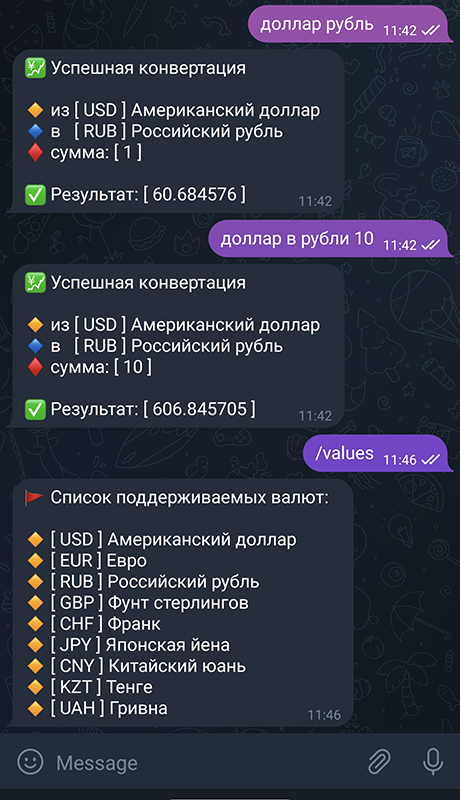 доллар рубль 11:42
💹 Успешная конвертация
🔸 из [ USD ] Американский доллар
🔹 в [ RUB ] Российский рубль
♦️ сумма: [ 1 ]
✅ Результат: [ 60.684576 ]
11:42
доллар в рубли 10 11:42
💹 Успешная конвертация
🔸 из [ USD ] Американский доллар
🔹 в [ RUB ] Российский рубль
♦️ сумма: [ 10 ]
✅ Результат: [ 606.845705 ]
11:42
/values 11:46
🚩 Список поддерживаемых валют:
🔸 [ USD ] Американский доллар
🔸 [ EUR ] Евро
🔸 [ RUB ] Российский рубль
🔸 [ GBP ] Фунт стерлингов
🔸 [ CHF ] Франк
🔸 [ JPY ] Японская йена
🔸 [ CNY ] Китайский юань
🔸 [ KZT ] Тенге
🔸 [ UAH ] Гривна
11:46
Message